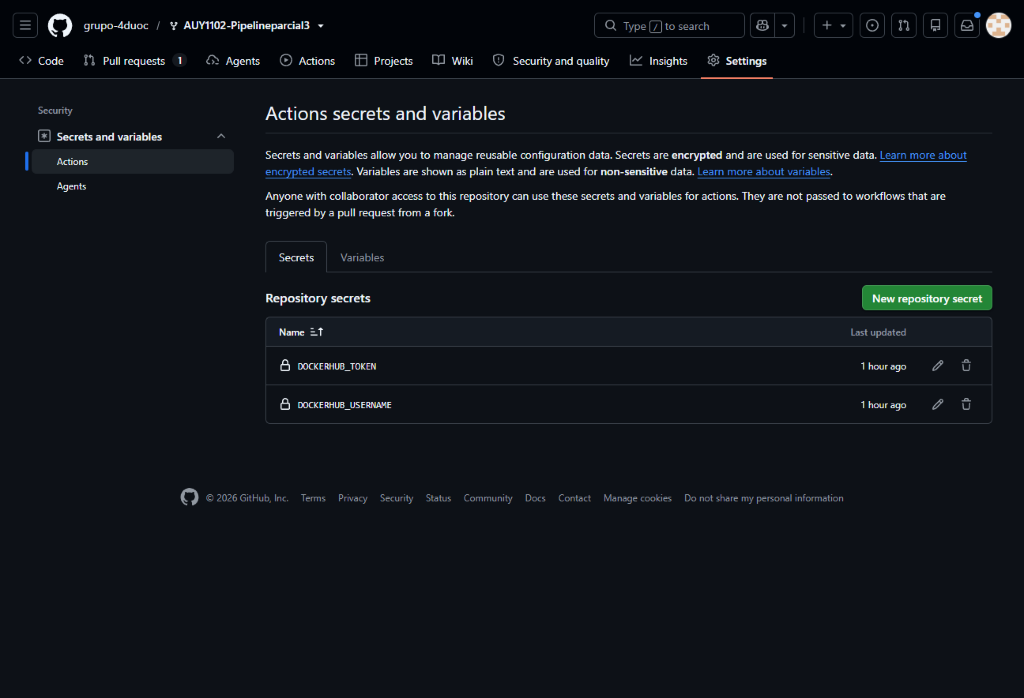 grupo-4duoc / AUY1102-Pipelineparcial3
Type / to search
Code
Pull requests 1
Agents
Actions
Projects
Wiki
Security and quality
Insights
Settings
Security
Secrets and variables
Actions
Agents
Actions secrets and variables
Secrets and variables allow you to manage reusable configuration data. Secrets are encrypted and are used for sensitive data. Learn more about
encrypted secrets. Variables are shown as plain text and are used for non-sensitive data. Learn more about variables.
Anyone with collaborator access to this repository can use these secrets and variables for actions. They are not passed to workflows that are
triggered by a pull request from a fork.
Secrets
Variables
Repository secrets
New repository secret
Name
Last updated
DOCKERHUB_TOKEN
1 hour ago
DOCKERHUB_USERNAME
1 hour ago
© 2026 GitHub, Inc. Terms Privacy Security Status Community Docs Contact Manage cookies Do not share my personal information